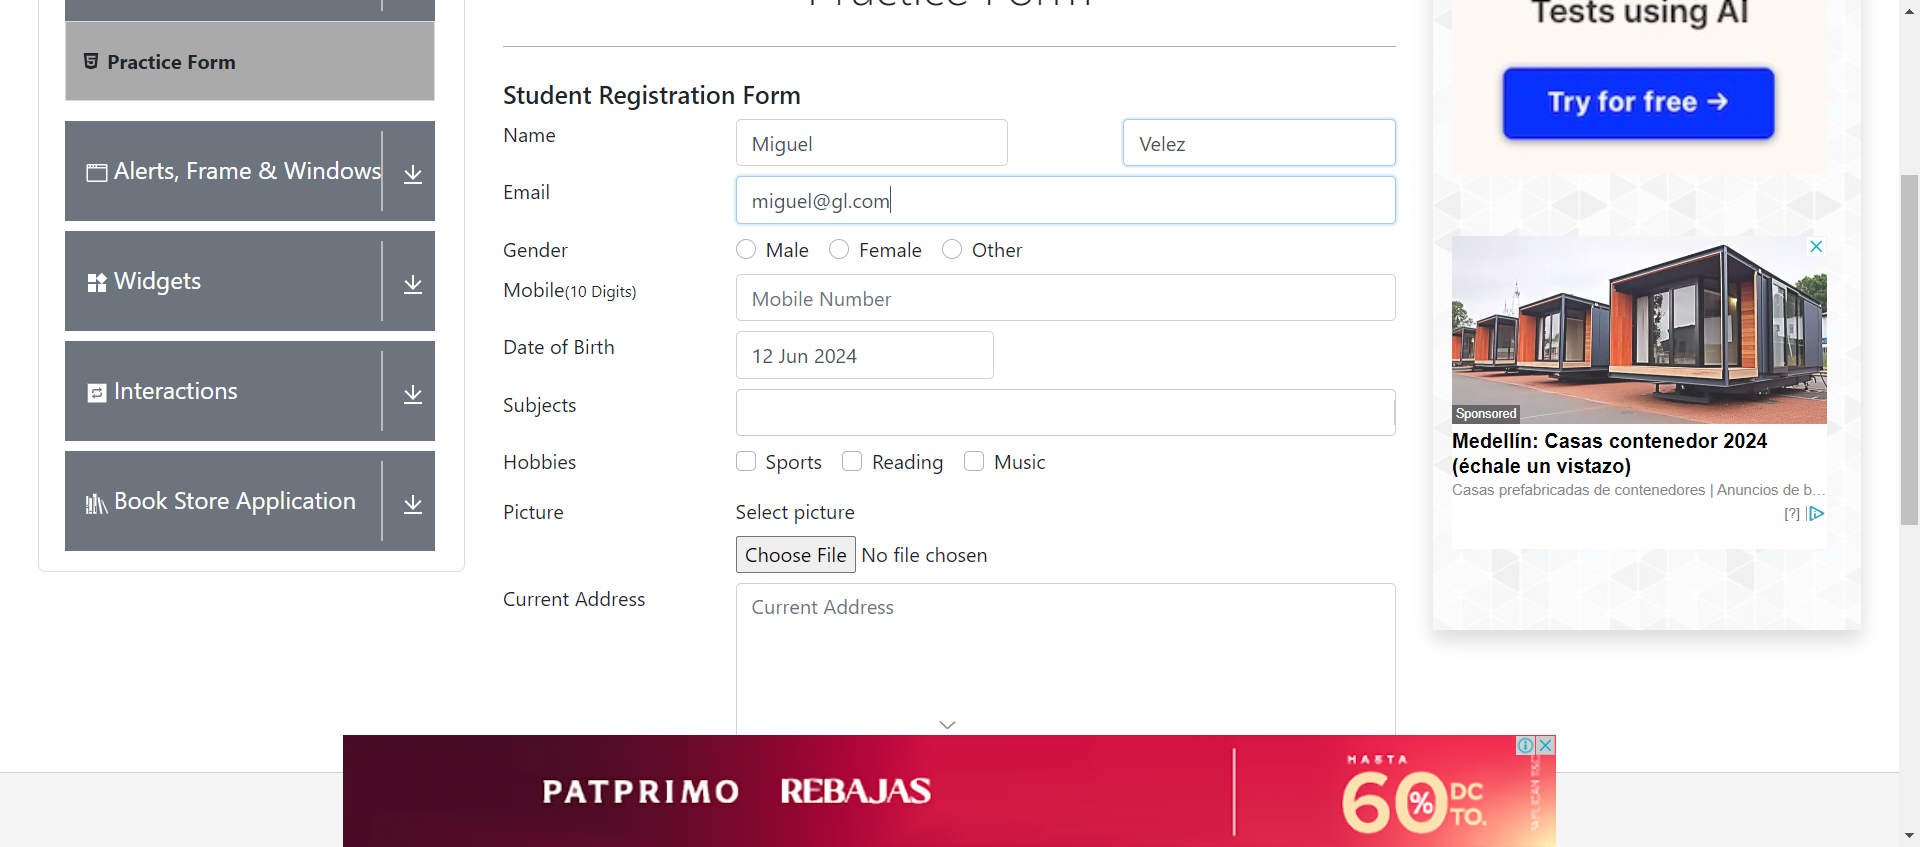 Practice Form
Practice Form
Alerts, Frame & Windows
Widgets
Interactions
Book Store Application
Student Registration Form
Name
Miguel
Velez
Email
miguel@gl.com
Gender
Male
Female
Other
Mobile(10 Digits)
Mobile Number
Date of Birth
12 Jun 2024
Subjects
Hobbies
Sports
Reading
Music
Picture
Select picture
Choose File No file chosen
Current Address
Current Address
Tests using AI
Try for free →
Sponsored
Medellín: Casas contenedor 2024
(échale un vistazo)
Casas prefabricadas de contenedores | Anuncios de b...
[?]
PATPRIMO REBAJAS
HASTA
60% DC
TO.